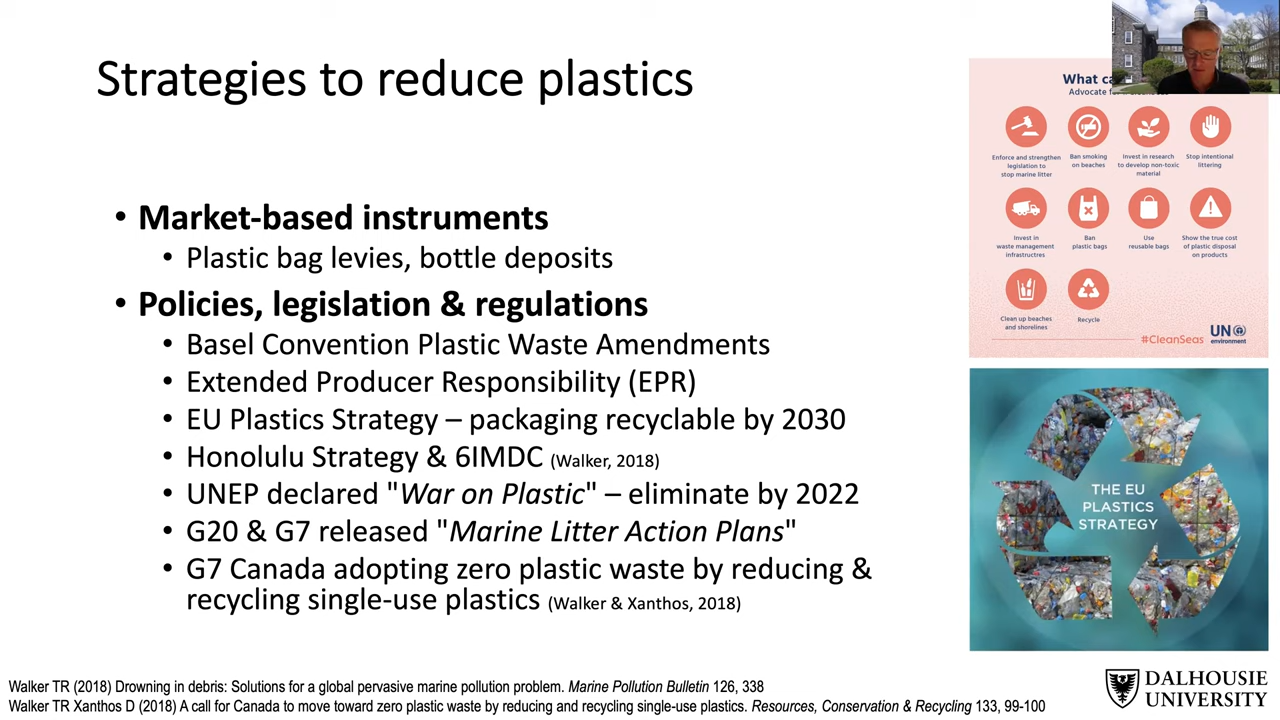 Strategies to reduce plastics
• Market-based instruments
• Plastic bag levies, bottle deposits
• Policies, legislation & regulations
• Basel Convention Plastic Waste Amendments
• Extended Producer Responsibility (EPR)
• EU Plastics Strategy – packaging recyclable by 2030
• Honolulu Strategy & 6IMDC (Walker, 2018)
• UNEP declared "War on Plastic" – eliminate by 2022
• G20 & G7 released "Marine Litter Action Plans"
• G7 Canada adopting zero plastic waste by reducing &
recycling single-use plastics (Walker & Xanthos, 2018)
What
Advocate
Enforce and strengthen
legislation to
stop marine litter
Ban smoking
on beaches
Invest in research
to develop non-toxic
material
Stop intentional
littering
Invest in
waste management
infrastructres
Ban
plastic bags
Use
reusable bags
Show the true cost
of plastic disposal
on products
Clean up beaches
and shorelines
Recycle
#CleanSeas
UN
environment
THE EU
PLASTICS
STRATEGY
Walker TR (2018) Drowning in debris: Solutions for a global pervasive marine pollution problem. Marine Pollution Bulletin 126, 338
Walker TR Xanthos D (2018) A call for Canada to move toward zero plastic waste by reducing and recycling single-use plastics. Resources, Conservation & Recycling 133, 99-100
DALHOUSIE
UNIVERSITY